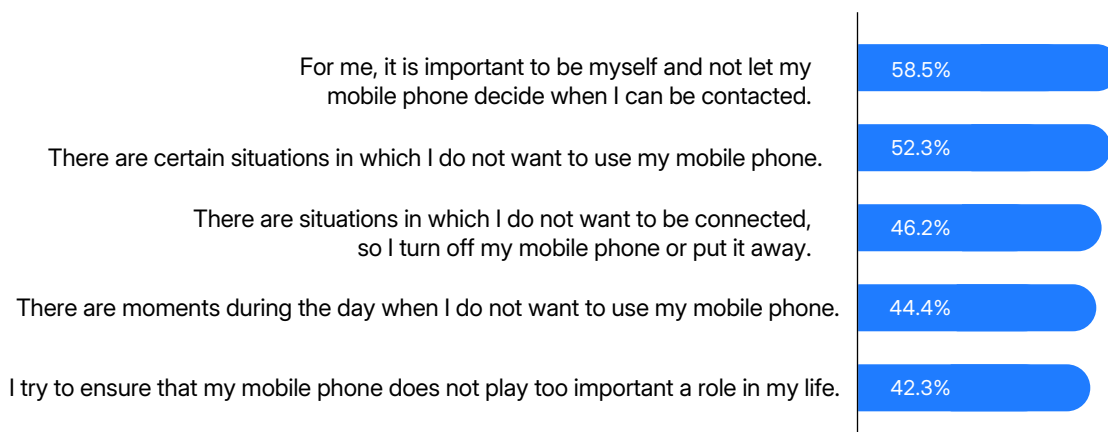 For me, it is important to be myself and not let my
mobile phone decide when I can be contacted.
58.5%
There are certain situations in which I do not want to use my mobile phone.
52.3%
There are situations in which I do not want to be connected,
so I turn off my mobile phone or put it away.
46.2%
There are moments during the day when I do not want to use my mobile phone.
44.4%
I try to ensure that my mobile phone does not play too important a role in my life.
42.3%